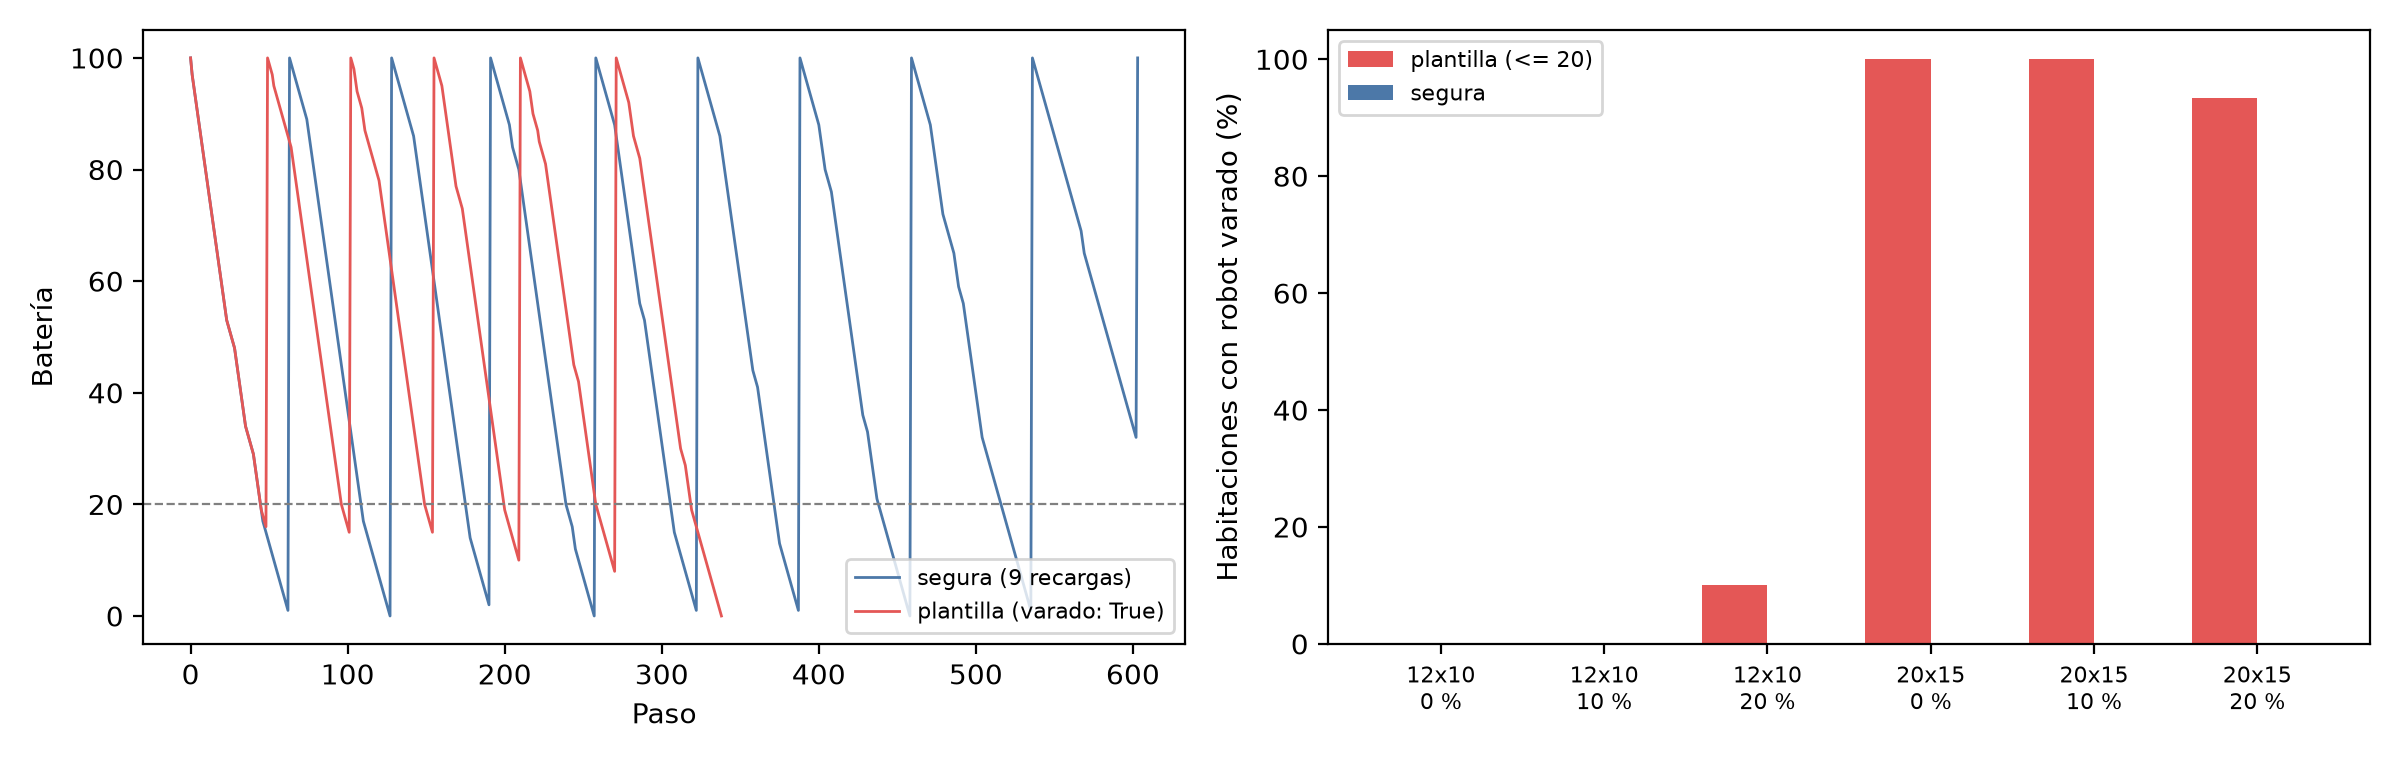 Batería
100
80
60
40
20
0
segura (9 recargas)
plantilla (varado: True)
0 100 200 300 400 500 600
Paso
Habitaciones con robot varado (%)
100
80
60
40
20
0
plantilla (<= 20)
segura
12x10 12x10 12x10 20x15 20x15 20x15
0 % 10 % 20 % 0 % 10 % 20 %